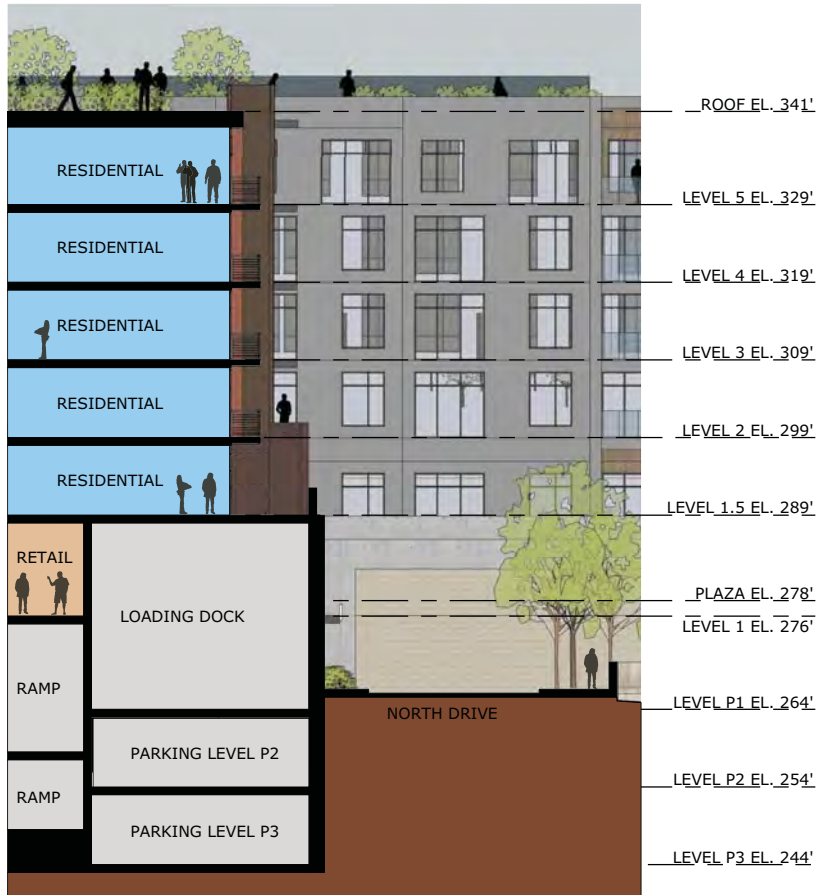 ROOF EL. 341'
RESIDENTIAL
LEVEL 5 EL. 329'
RESIDENTIAL
LEVEL 4 EL. 319'
RESIDENTIAL
LEVEL 3 EL. 309'
RESIDENTIAL
LEVEL 2 EL. 299'
RESIDENTIAL
LEVEL 1.5 EL. 289'
RETAIL
LOADING DOCK
PLAZA EL. 278'
LEVEL 1 EL. 276'
RAMP
LEVEL P1 EL. 264'
NORTH DRIVE
PARKING LEVEL P2
LEVEL P2 EL. 254'
RAMP
PARKING LEVEL P3
LEVEL P3 EL. 244'